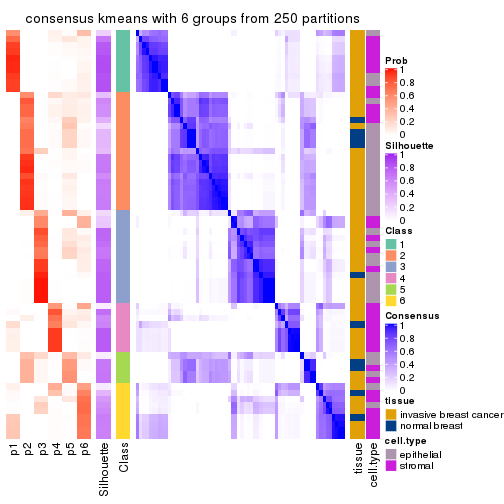 consensus kmeans with 6 groups from 250 partitions
Prob
1
0.8
0.6
0.4
0.2
0
Silhouette
1
0.8
0.6
0.4
0.2
0
Class
1
2
3
4
5
6
Consensus
1
0.8
0.6
0.4
0.2
0
tissue
invasive breast cancer
normal breast
cell.type
epithelial
stromal
p1
p2
p3
p4
p5
p6
Silhouette
Class
tissue
cell.type